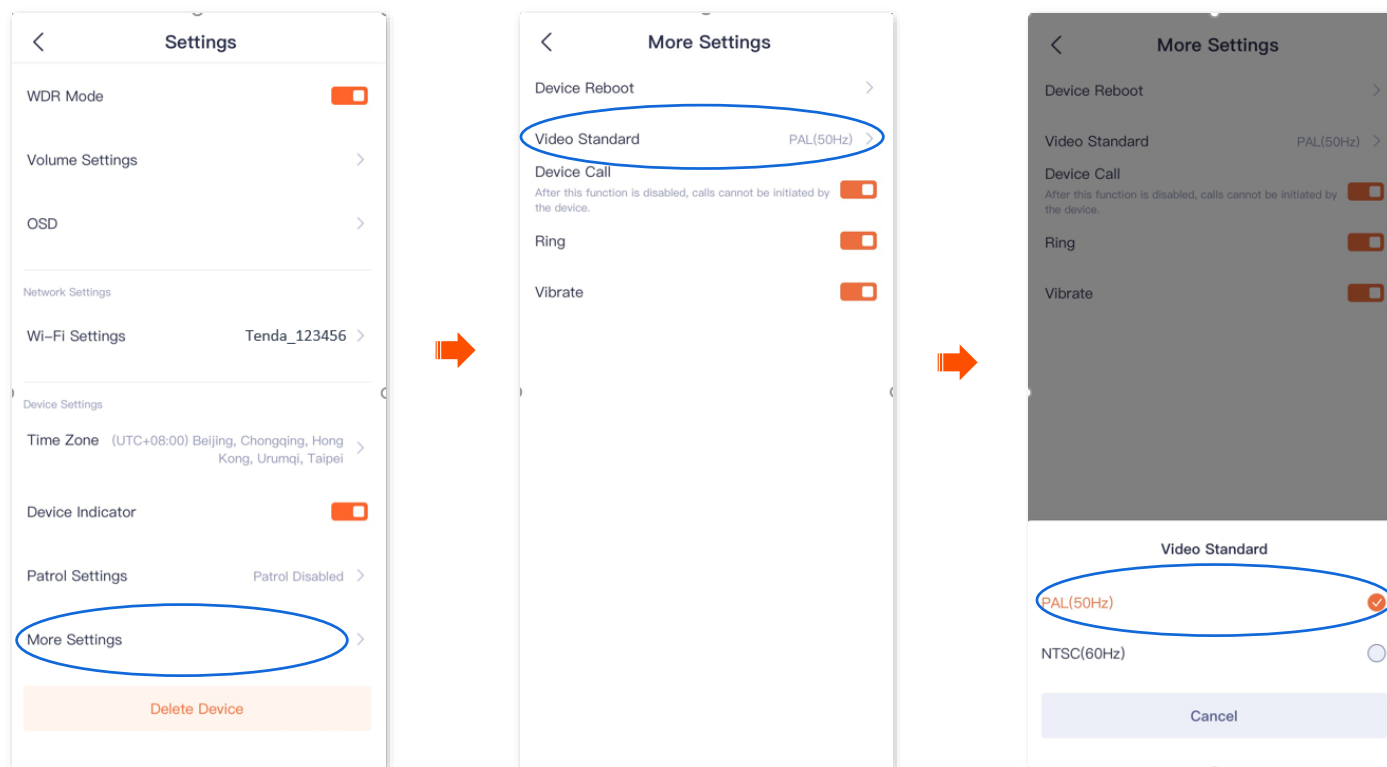 Settings
WDR Mode
Volume Settings
OSD
Network Settings
Wi-Fi Settings Tenda_123456
Device Settings
Time Zone (UTC+08:00) Beijing, Chongqing, Hong
Kong, Urumqi, Taipei
Device Indicator
Patrol Settings Patrol Disabled
More Settings
Delete Device
More Settings
Device Reboot
Video Standard PAL(50Hz)
Device Call
After this function is disabled, calls cannot be initiated by
the device.
Ring
Vibrate
More Settings
Device Reboot
Video Standard PAL(50Hz)
Device Call
After this function is disabled, calls cannot be initiated by
the device.
Ring
Vibrate
Video Standard
PAL(50Hz)
NTSC(60Hz)
Cancel